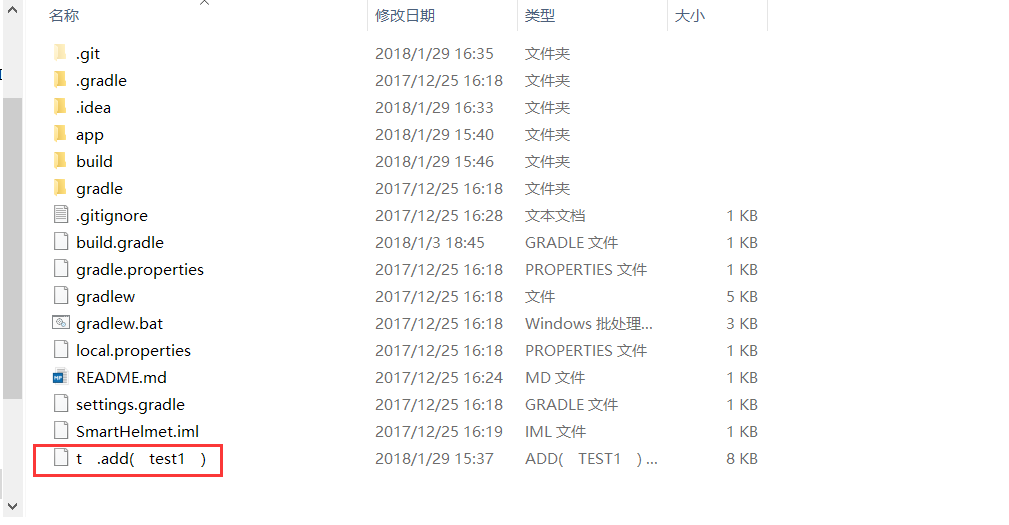 名称 修改日期 类型 大小
.git 2018/1/29 16:35 文件夹
.gradle 2017/12/25 16:18 文件夹
.idea 2018/1/29 16:33 文件夹
app 2018/1/29 15:40 文件夹
build 2018/1/29 15:46 文件夹
gradle 2017/12/25 16:18 文件夹
.gitignore 2017/12/25 16:28 文本文档 1 KB
build.gradle 2018/1/3 18:45 GRADLE 文件 1 KB
gradle.properties 2017/12/25 16:18 PROPERTIES 文件 1 KB
gradlew 2017/12/25 16:18 文件 5 KB
gradlew.bat 2017/12/25 16:18 Windows 批处理... 3 KB
local.properties 2017/12/25 16:18 PROPERTIES 文件 1 KB
README.md 2017/12/25 16:24 MD 文件 1 KB
settings.gradle 2017/12/25 16:18 GRADLE 文件 1 KB
SmartHelmet.iml 2017/12/25 16:19 IML 文件 1 KB
t .add( test1 ) 2018/1/29 15:37 ADD( TEST1 ) ... 8 KB